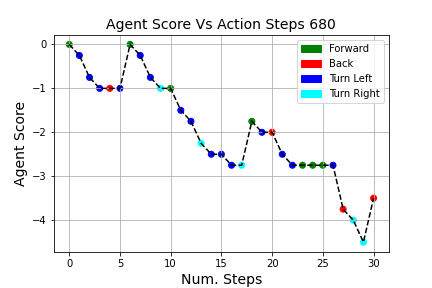 Agent Score Vs Action Steps 680
Forward
Back
Turn Left
Turn Right
Agent Score
0
−1
−2
−3
−4
0 5 10 15 20 25 30
Num. Steps